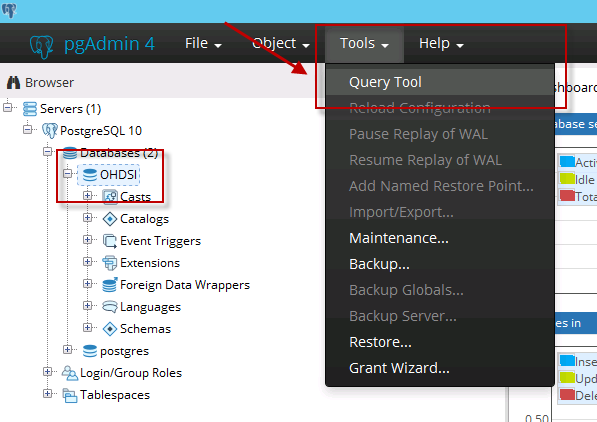 pgAdmin 4 File Object Tools Help
Browser
Servers (1)
PostgreSQL 10
Databases (2)
OHDSI
Casts
Catalogs
Event Triggers
Extensions
Foreign Data Wrappers
Languages
Schemas
postgres
Login/Group Roles
Tablespaces
Query Tool
Reload Configuration
Pause Replay of WAL
Resume Replay of WAL
Add Named Restore Point...
Import/Export...
Maintenance...
Backup...
Backup Globals...
Backup Server...
Restore...
Grant Wizard...
shboar
base se
Acti
Idle
Tota
es in
Inse
Upd
Dele
0.50